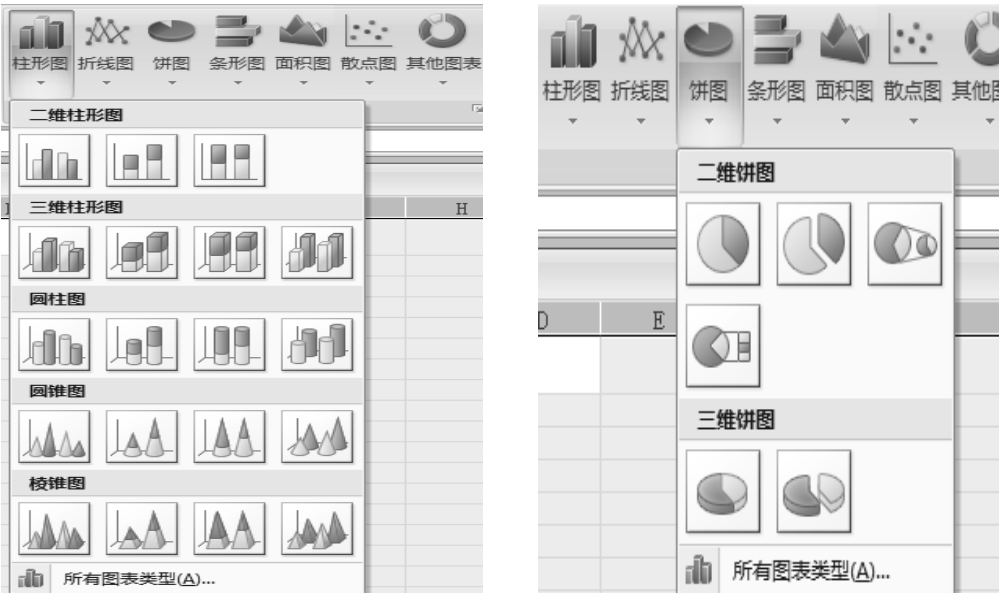 柱形图 折线图 饼图 条形图 面积图 散点图 其他图表
二维柱形图
三维柱形图
H
圆柱图
圆锥图
棱锥图
所有图表类型(A)...
柱形图 折线图 饼图 条形图 面积图 散点图 其他
二维饼图
D E
三维饼图
所有图表类型(A)...